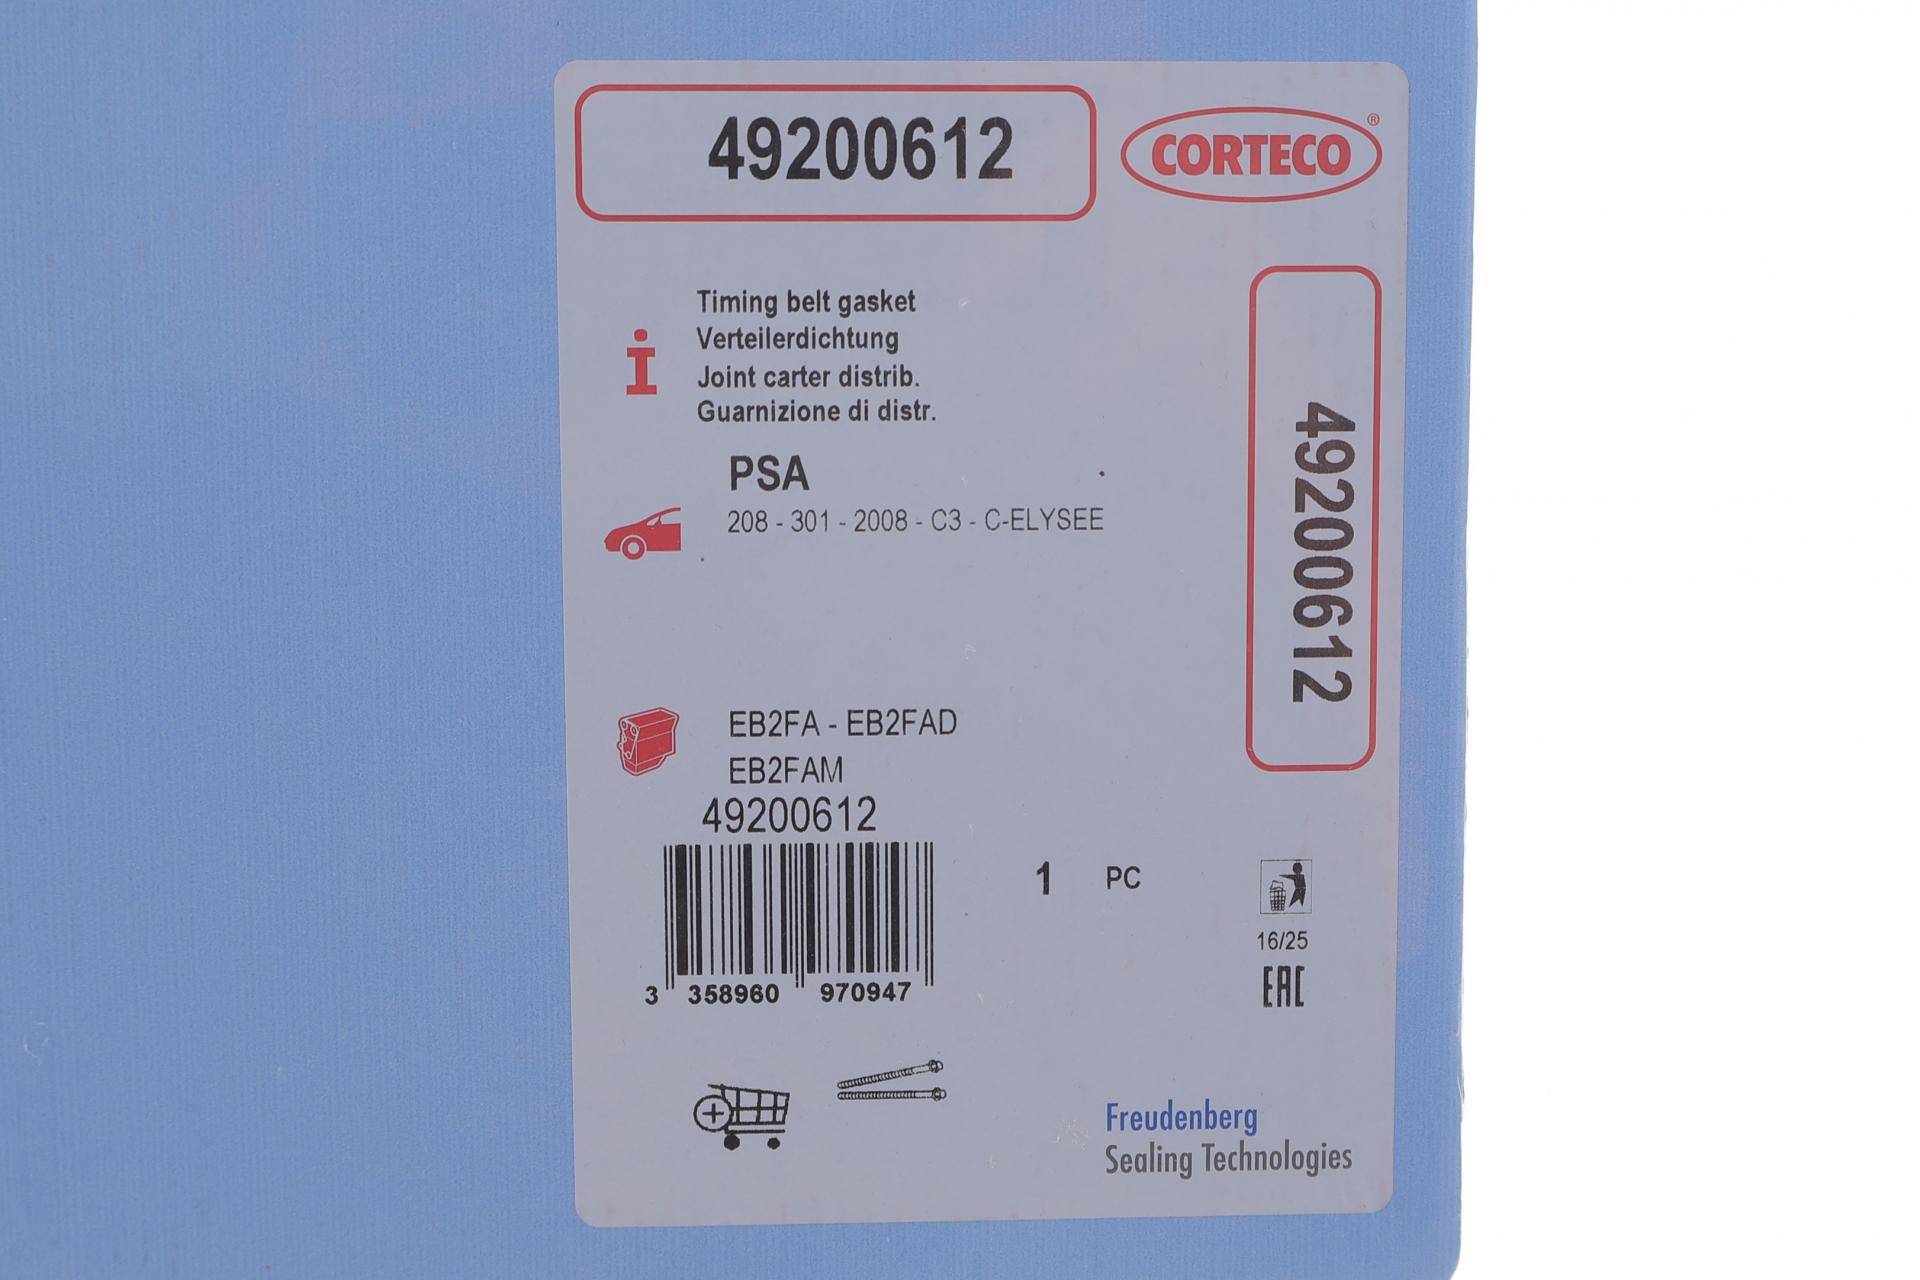 49200612
CORTECO®
Timing belt gasket
Verteilerdichtung
Joint carter distrib.
Guarnizione di distr.
49200612
PSA
208 - 301 - 2008 - C3 - C-ELYSEE
EB2FA - EB2FAD
EB2FAM
49200612
1 PC
3 358960 970947
16/25
EAC
Freudenberg
Sealing Technologies